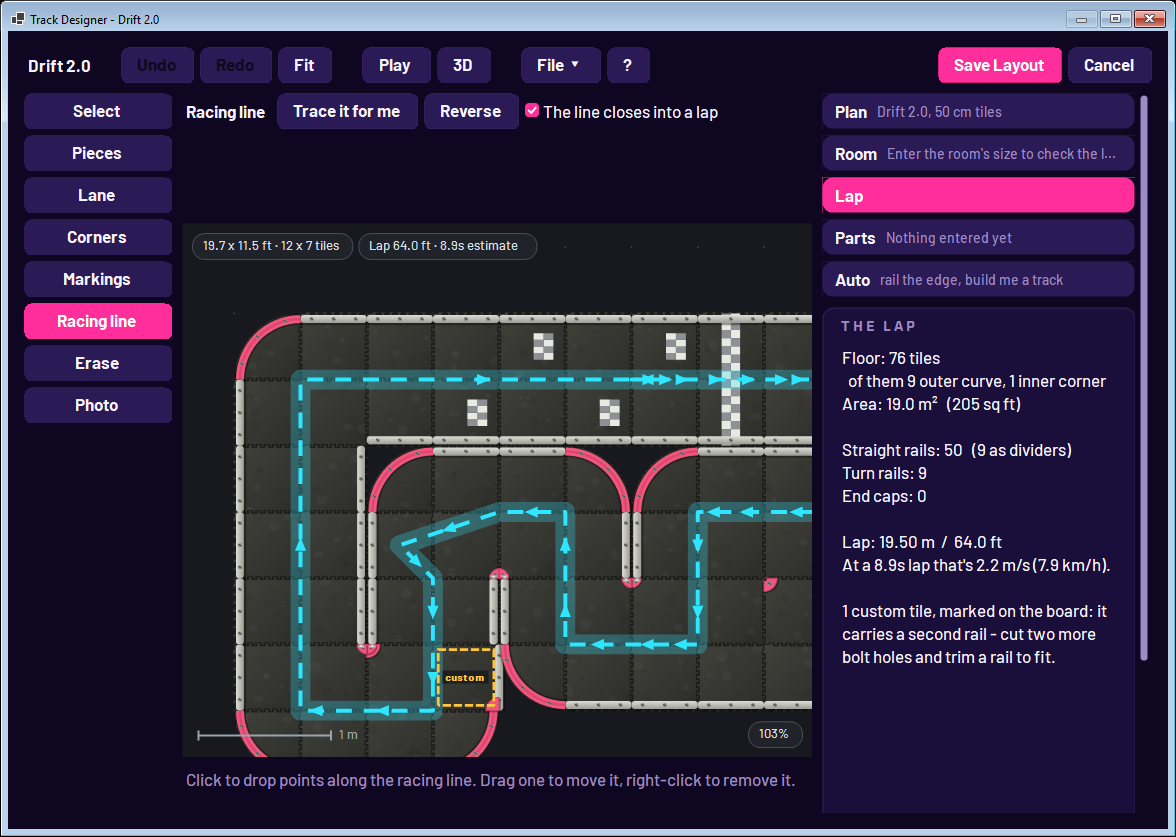 Track Designer - Drift 2.0
Drift 2.0
Undo
Redo
Fit
Play
3D
File
?
Save Layout
Cancel
Select
Pieces
Lane
Corners
Markings
Racing line
Erase
Photo
Racing line
Trace it for me
Reverse
The line closes into a lap
19.7 x 11.5 ft · 12 x 7 tiles
Lap 64.0 ft · 8.9s estimate
custom
1 m
103%
Click to drop points along the racing line. Drag one to move it, right-click to remove it.
Plan Drift 2.0, 50 cm tiles
Room Enter the room's size to check the l...
Lap
Parts Nothing entered yet
Auto rail the edge, build me a track
THE LAP
Floor: 76 tiles
of them 9 outer curve, 1 inner corner
Area: 19.0 m² (205 sq ft)
Straight rails: 50 (9 as dividers)
Turn rails: 9
End caps: 0
Lap: 19.50 m / 64.0 ft
At a 8.9s lap that's 2.2 m/s (7.9 km/h).
1 custom tile, marked on the board: it
carries a second rail - cut two more
bolt holes and trim a rail to fit.